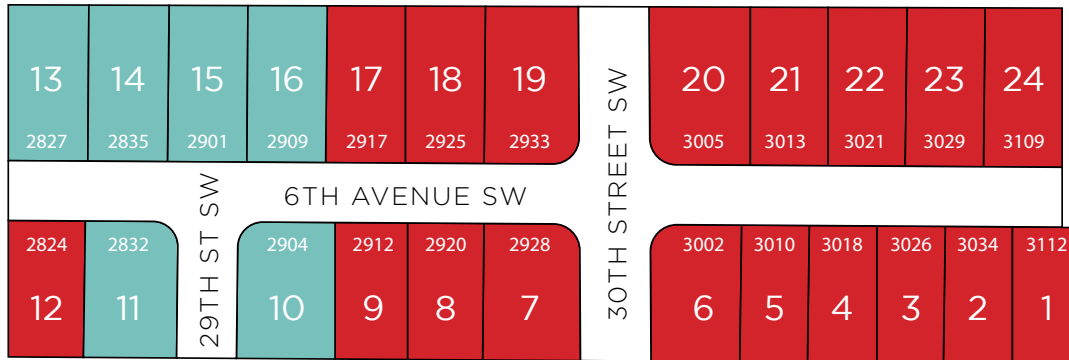 13 14 15 16 17 18 19 20 21 22 23 24
2827 2835 2901 2909 2917 2925 2933 3005 3013 3021 3029 3109
6TH AVENUE SW
29TH ST SW
30TH STREET SW
2824 2832 2904 2912 2920 2928 3002 3010 3018 3026 3034 3112
12 11 10 9 8 7 6 5 4 3 2 1